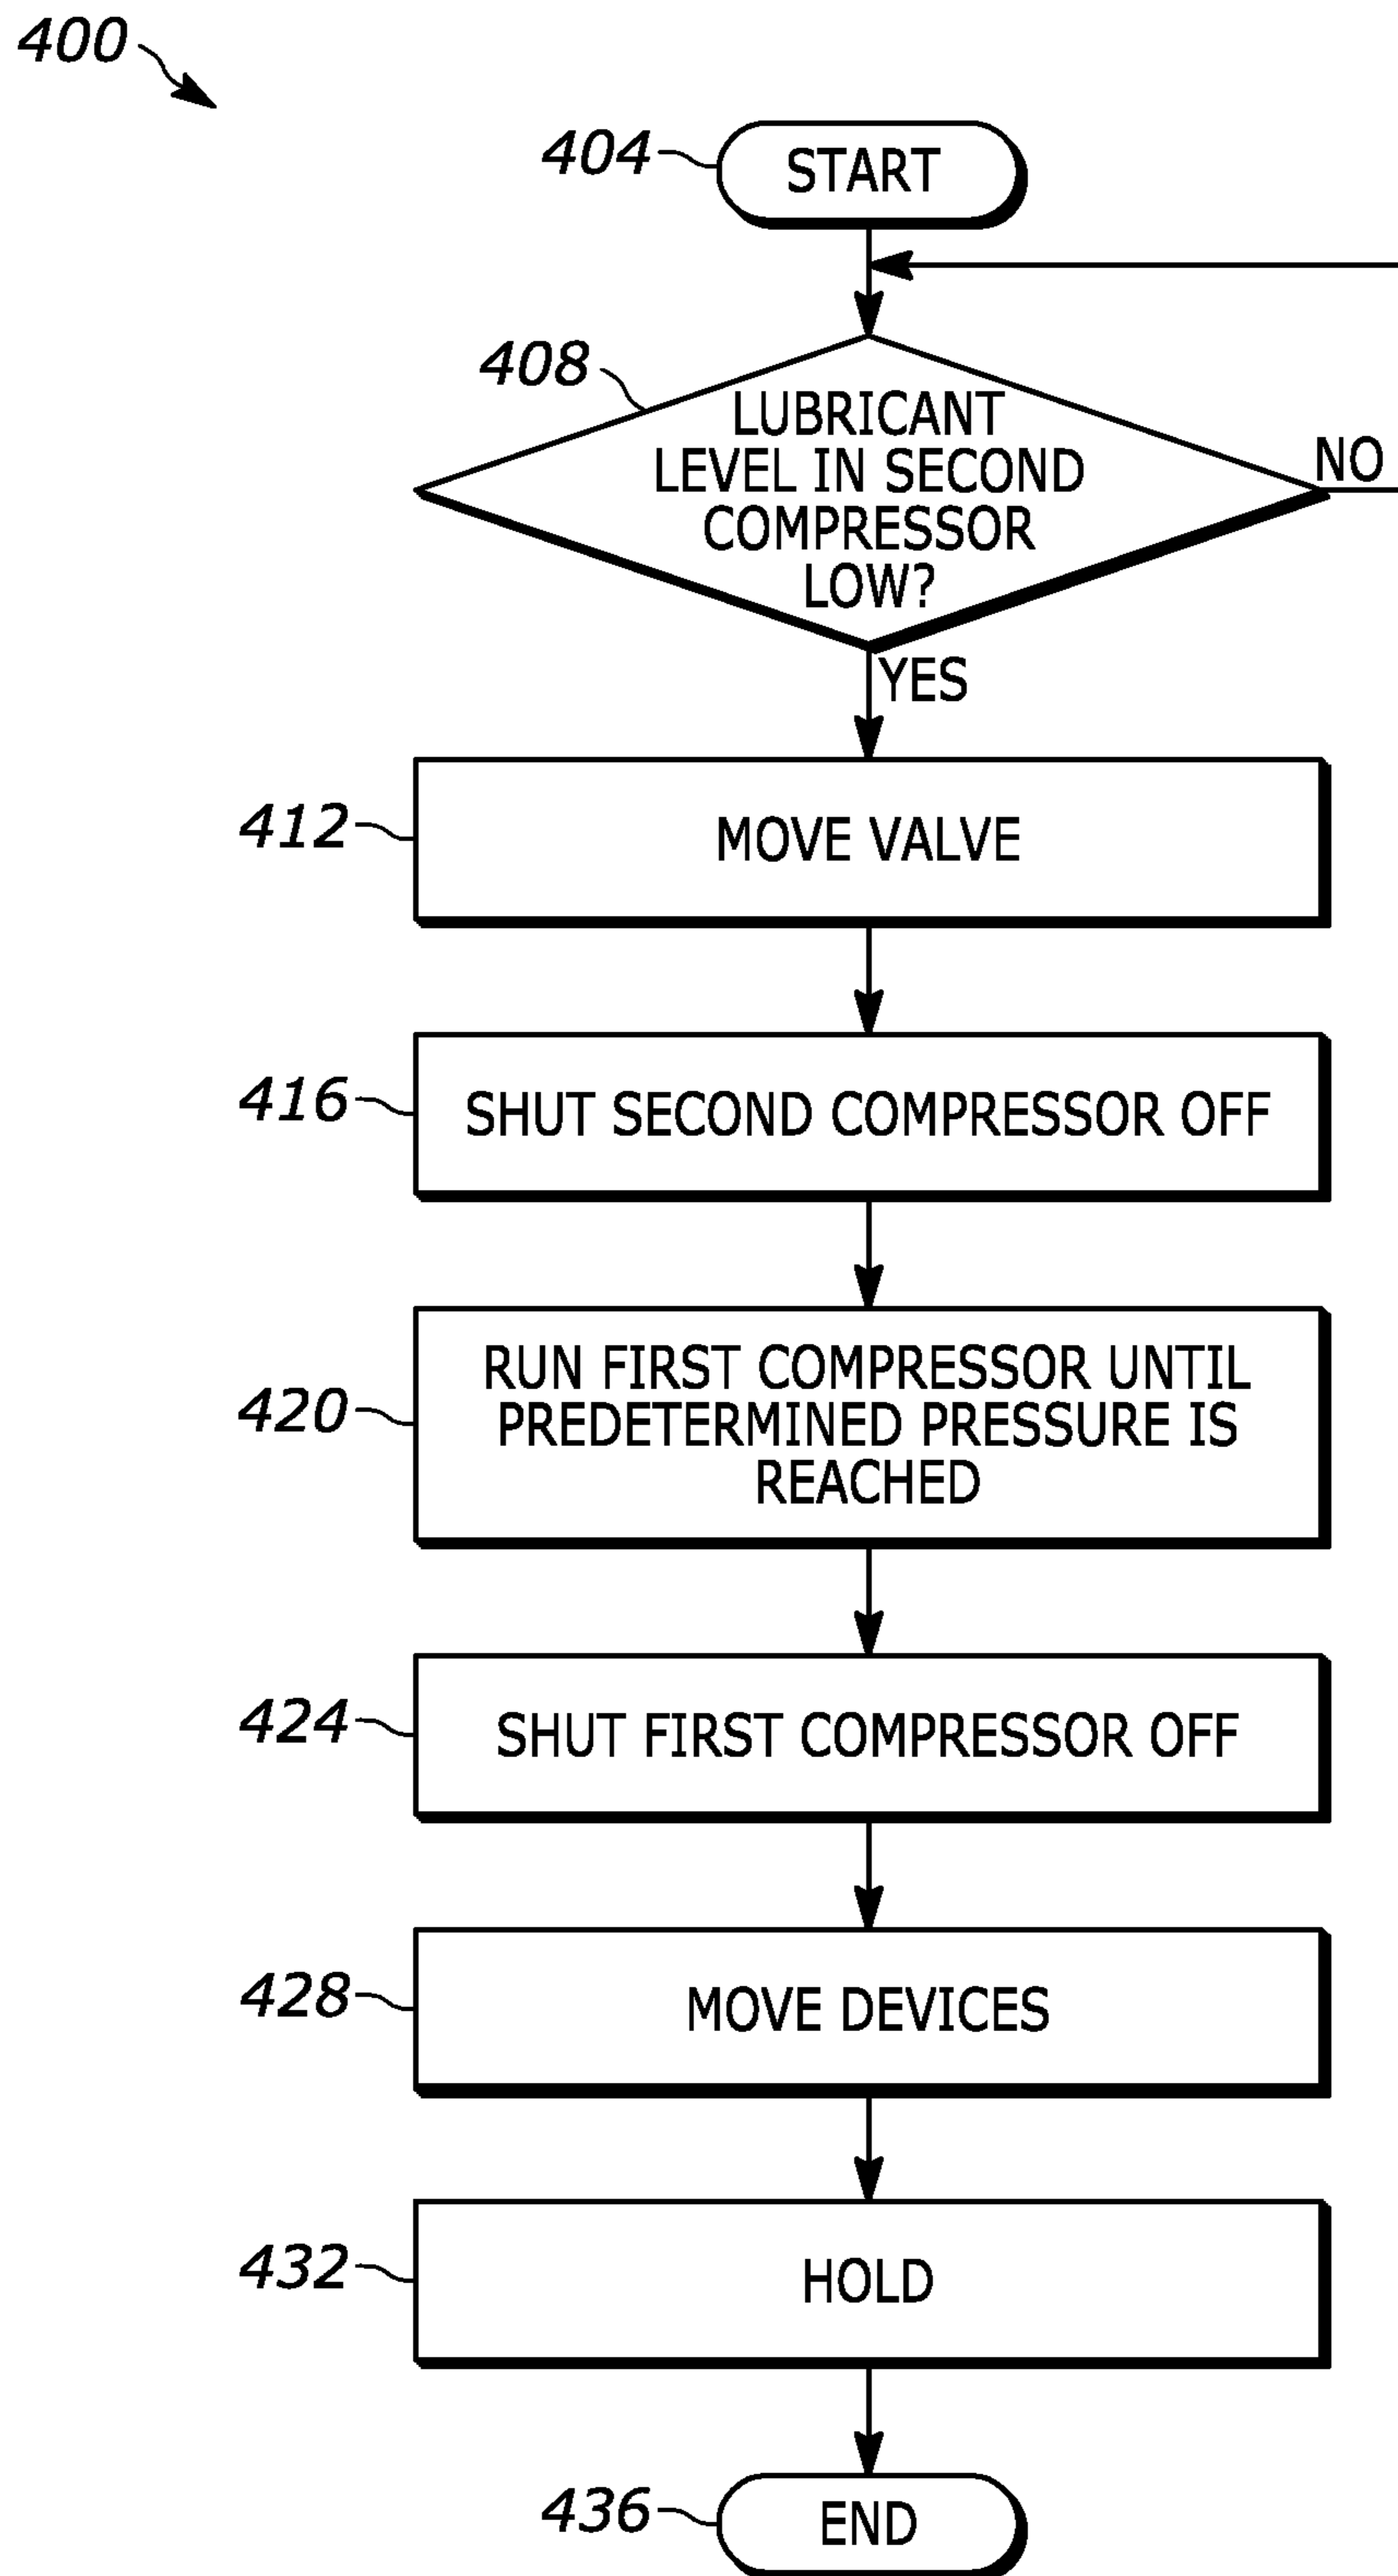 400
404
START
408
LUBRICANT
LEVEL IN SECOND
COMPRESSOR
LOW?
NO
YES
412
MOVE VALVE
416
SHUT SECOND COMPRESSOR OFF
420
RUN FIRST COMPRESSOR UNTIL
PREDETERMINED PRESSURE IS
REACHED
424
SHUT FIRST COMPRESSOR OFF
428
MOVE DEVICES
432
HOLD
436
END